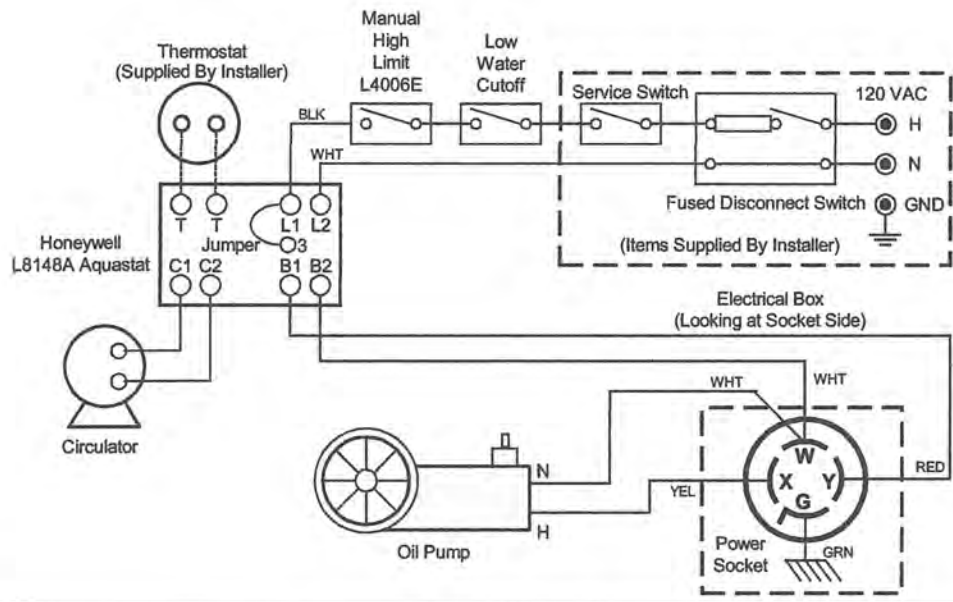 Manual
High
Limit
L4006E
Low
Water
Cutoff
Thermostat
(Supplied By Installer)
Service Switch
120 VAC
BLK
H
WHT
N
Fused Disconnect Switch
GND
(Items Supplied By Installer)
T
T
L1
L2
Jumper
3
Honeywell
L8148A Aquastat
C1
C2
B1
B2
Electrical Box
(Looking at Socket Side)
WHT
WHT
Circulator
W
X
Y
G
RED
YEL
N
H
Oil Pump
Power
Socket
GRN